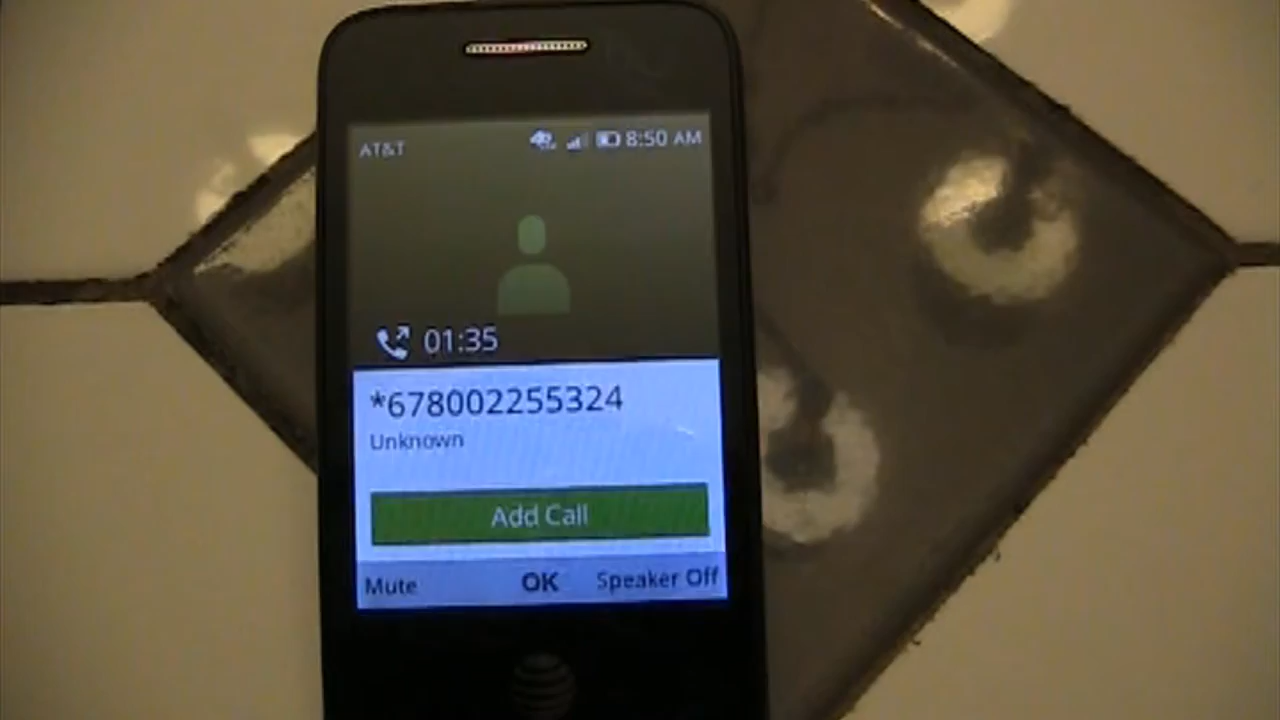 AT&T 8:50 AM
01:35
*678002255324
Unknown
Add Call
Mute OK Speaker Off